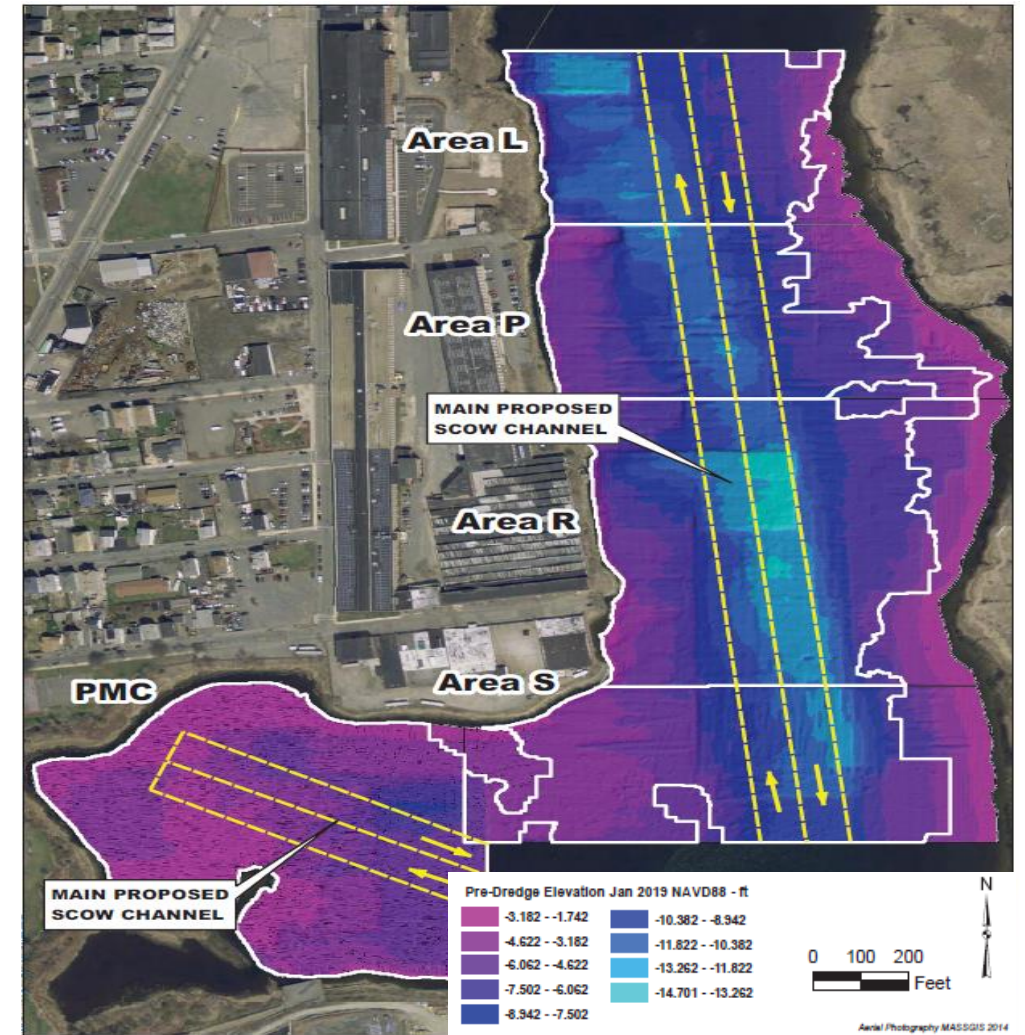 Area L
Area P
MAIN PROPOSED
SCOW CHANNEL
Area R
Area S
PMC
MAIN PROPOSED
SCOW CHANNEL
Pre-Dredge Elevation Jan 2019 NAVD88 - ft
-3.182 - -1.742
-4.622 - -3.182
-6.062 - -4.622
-7.502 - -6.062
-8.942 - -7.502
-10.382 - -8.942
-11.822 - -10.382
-13.262 - -11.822
-14.701 - -13.262
N
0 100 200
Feet
Aerial Photography MASSGIS 2014